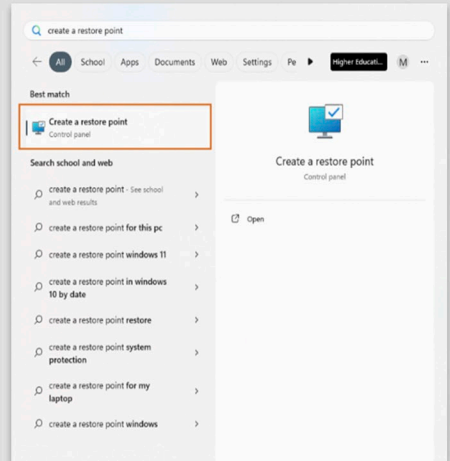 create a restore point
All School Apps Documents Web Settings Pe Higher Educati... M ...
Best match
Create a restore point
Control panel
Search school and web
create a restore point - See school
and web results
create a restore point for this pc
create a restore point windows 11
create a restore point in windows
10 by date
create a restore point restore
create a restore point system
protection
create a restore point for my
laptop
create a restore point windows
Create a restore point
Control panel
Open